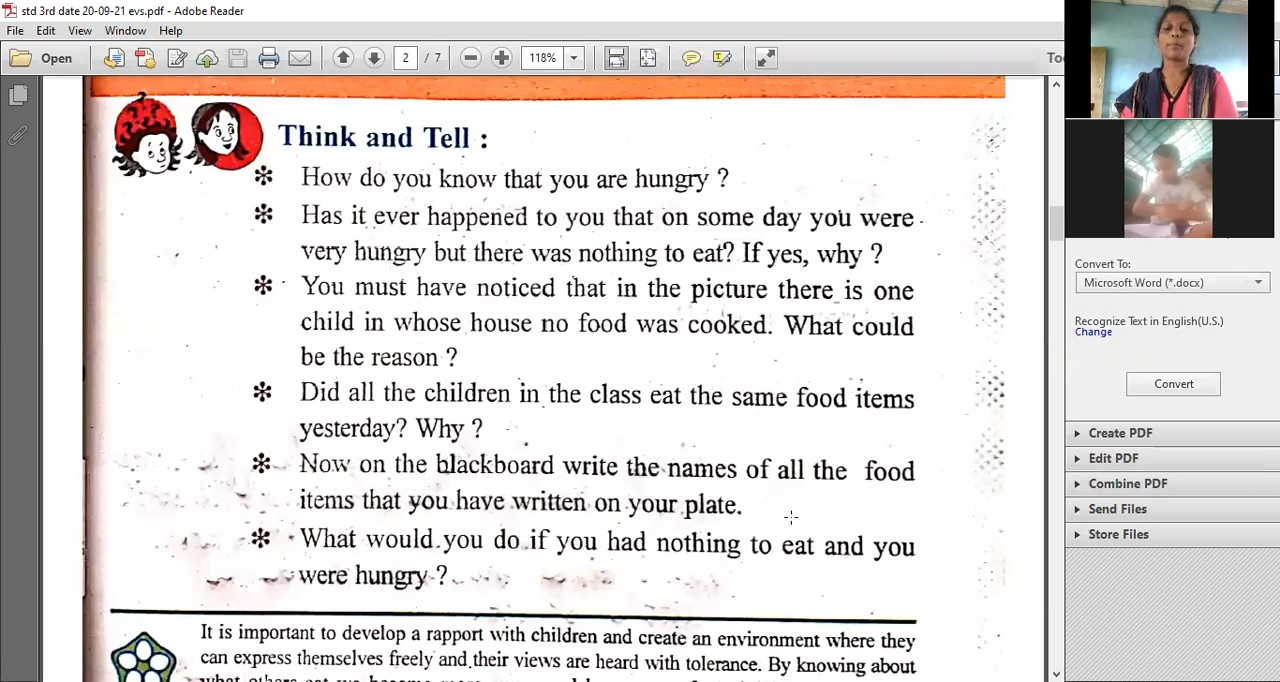 std 3rd date 20-09-21 evs.pdf - Adobe Reader
File Edit View Window Help
Open 2 / 7 118%
Think and Tell :
How do you know that you are hungry ?
Has it ever happened to you that on some day you were
very hungry but there was nothing to eat? If yes, why ?
You must have noticed that in the picture there is one
child in whose house no food was cooked. What could
be the reason ?
Did all the children in the class eat the same food items
yesterday? Why ?
Now on the blackboard write the names of all the food
items that you have written on your plate.
What would you do if you had nothing to eat and you
were hungry ?
It is important to develop a rapport with children and create an environment where they
can express themselves freely and their views are heard with tolerance. By knowing about
Convert To:
Microsoft Word (*.docx)
Recognize Text in English(U.S.)
Change
Convert
Create PDF
Edit PDF
Combine PDF
Send Files
Store Files